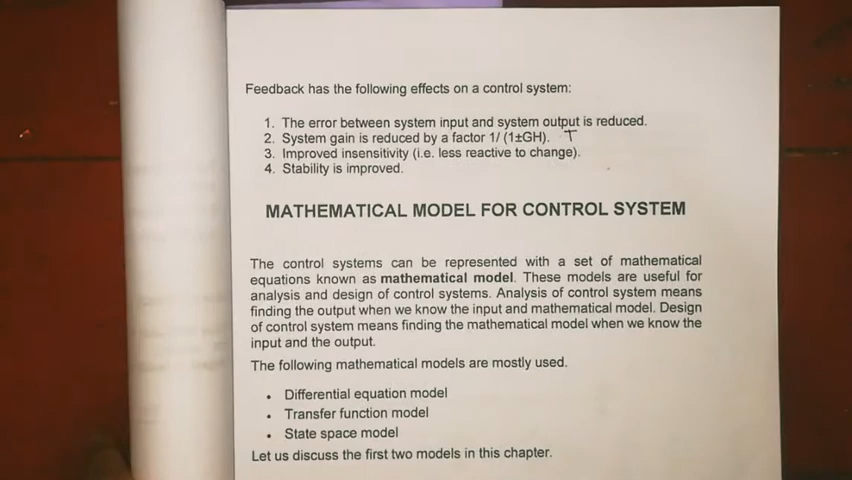 Feedback has the following effects on a control system:
1. The error between system input and system output is reduced.
2. System gain is reduced by a factor 1/ (1±GH). T
3. Improved insensitivity (i.e. less reactive to change).
4. Stability is improved.
MATHEMATICAL MODEL FOR CONTROL SYSTEM
The control systems can be represented with a set of mathematical
equations known as mathematical model. These models are useful for
analysis and design of control systems. Analysis of control system means
finding the output when we know the input and mathematical model. Design
of control system means finding the mathematical model when we know the
input and the output.
The following mathematical models are mostly used.
• Differential equation model
• Transfer function model
• State space model
Let us discuss the first two models in this chapter.